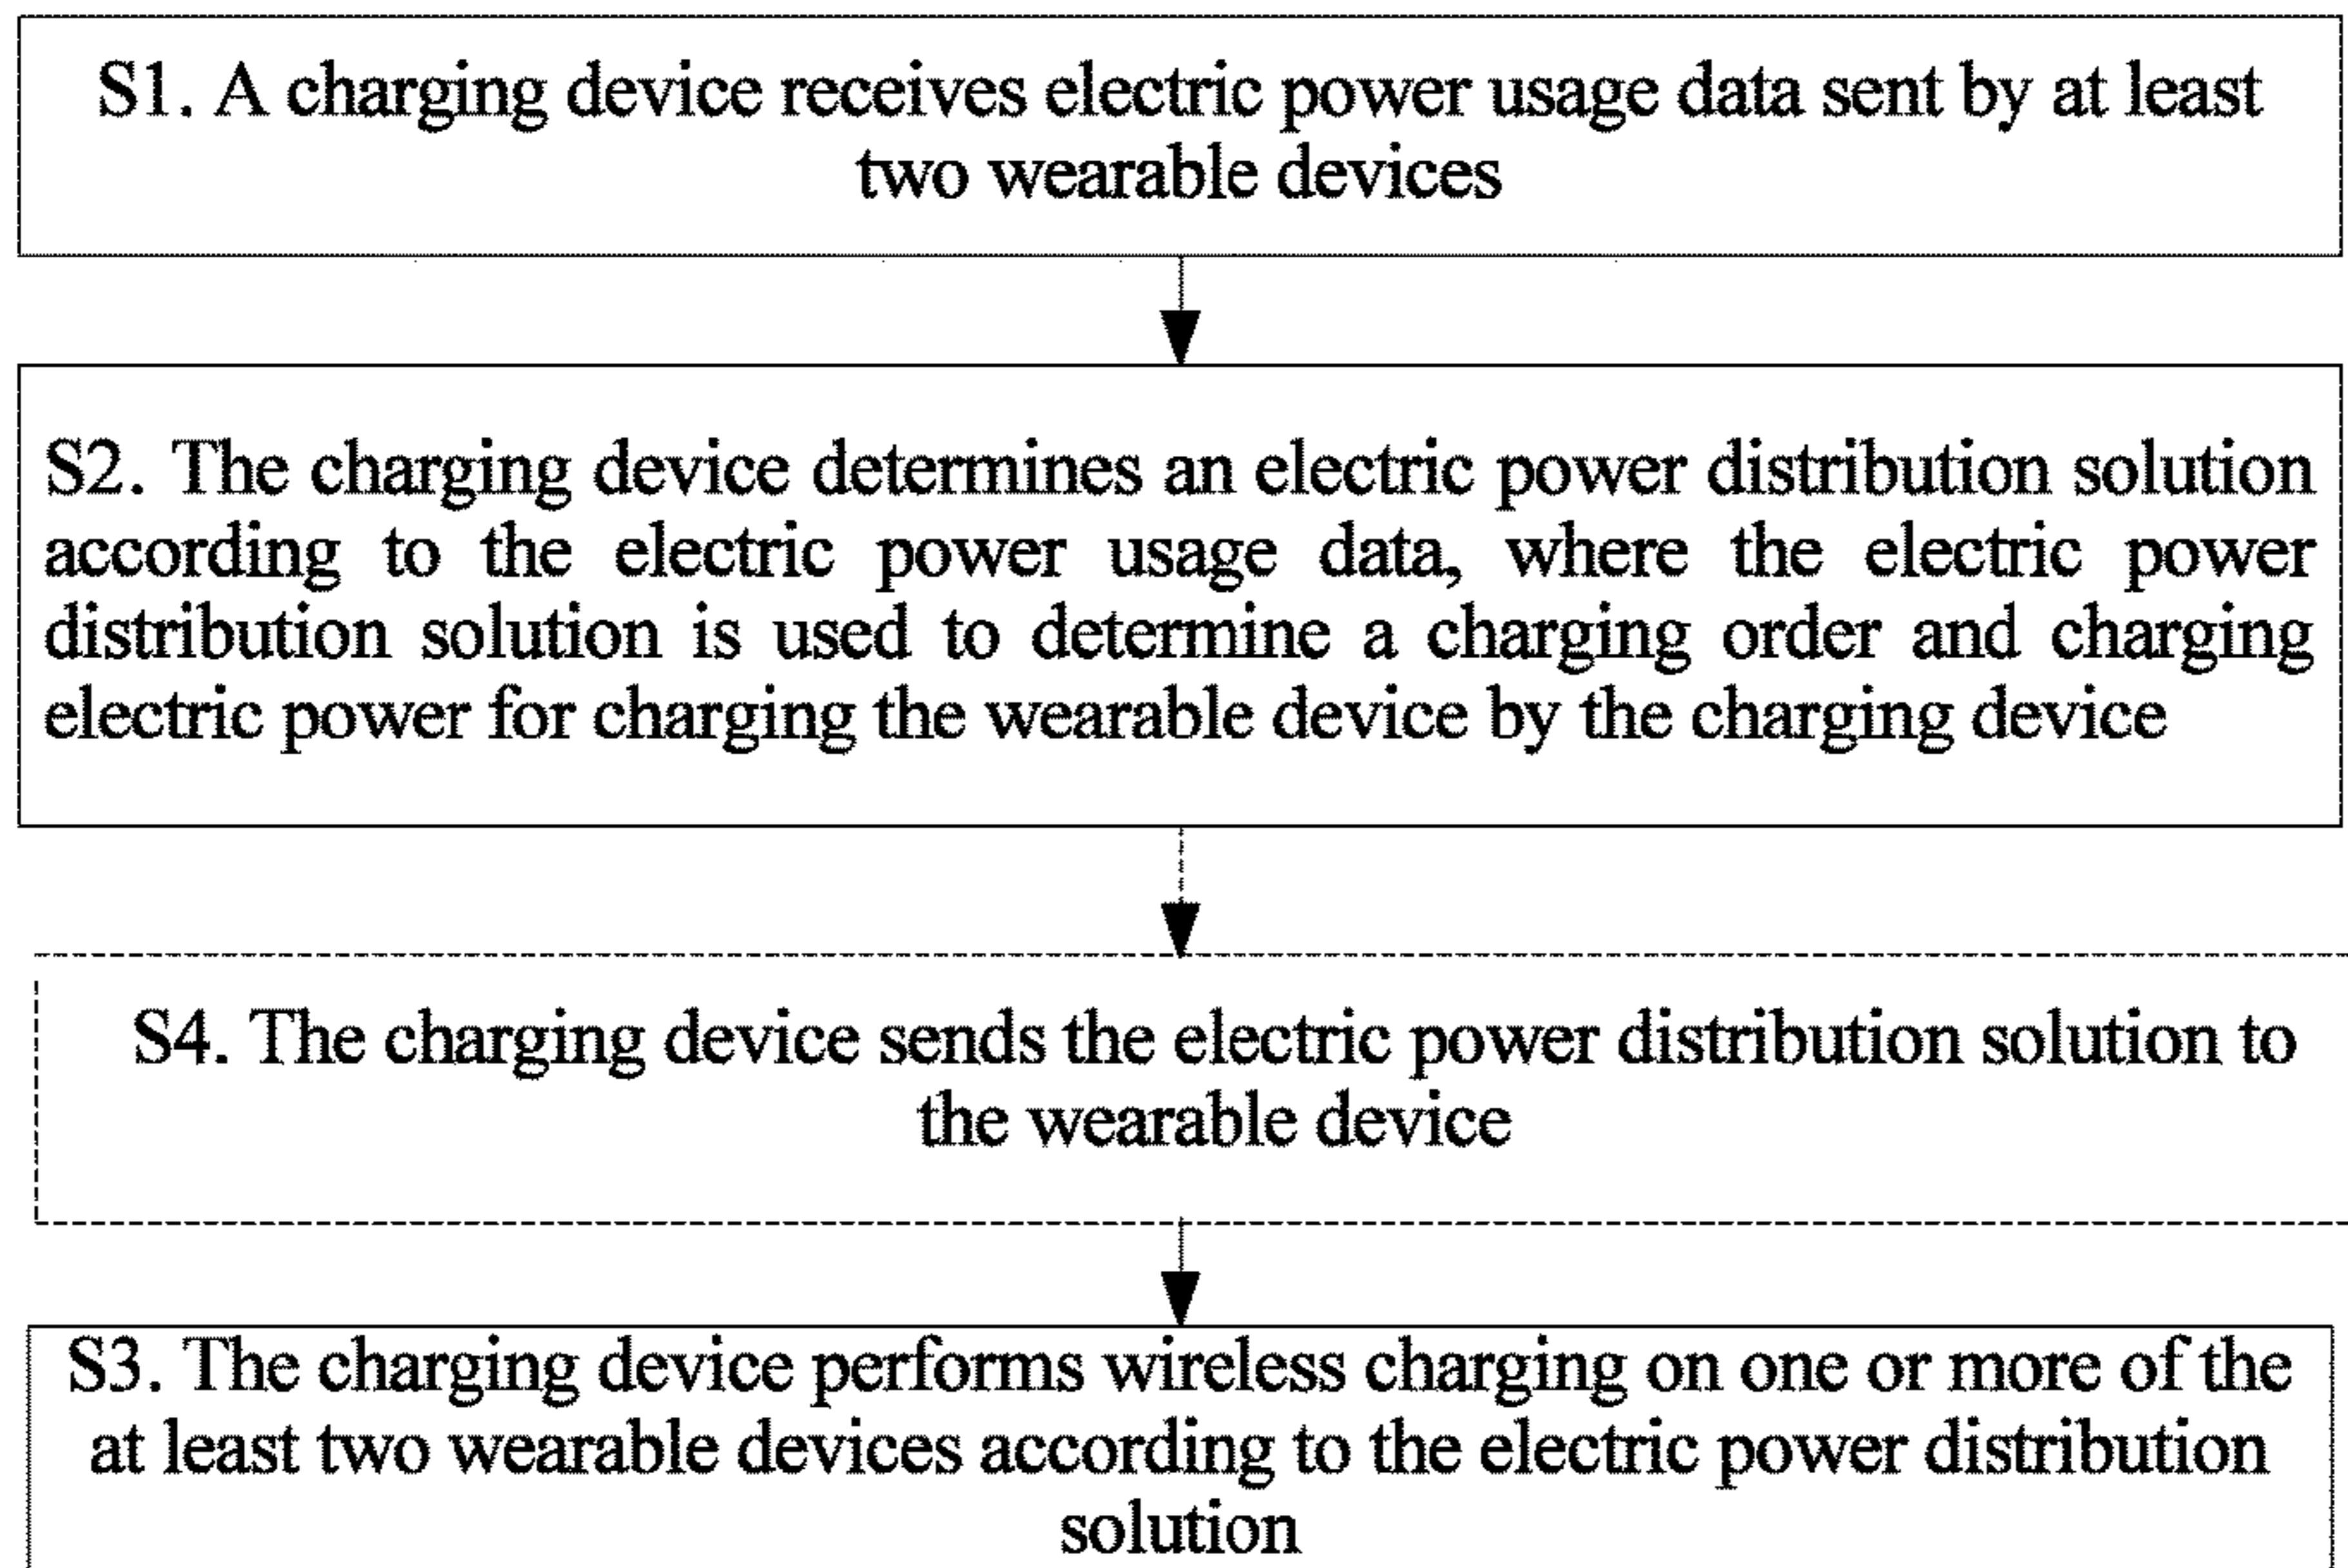 S1. A charging device receives electric power usage data sent by at least
two wearable devices
S2. The charging device determines an electric power distribution solution
according to the electric power usage data, where the electric power
distribution solution is used to determine a charging order and charging
electric power for charging the wearable device by the charging device
S4. The charging device sends the electric power distribution solution to
the wearable device
S3. The charging device performs wireless charging on one or more of the
at least two wearable devices according to the electric power distribution
solution